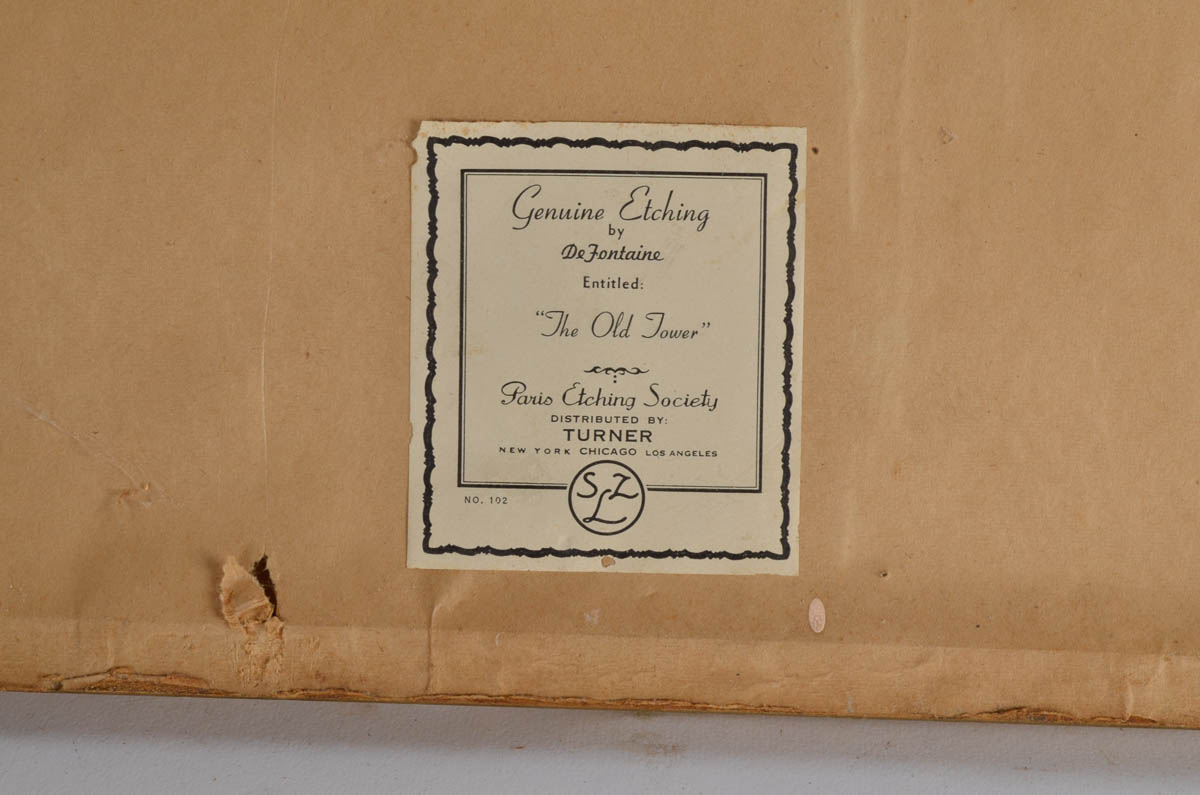 Genuine Etching
by
DeFontaine
Entitled:
"The Old Tower"
Paris Etching Society
DISTRIBUTED BY:
TURNER
NEW YORK CHICAGO LOS ANGELES
NO. 102
SLZ